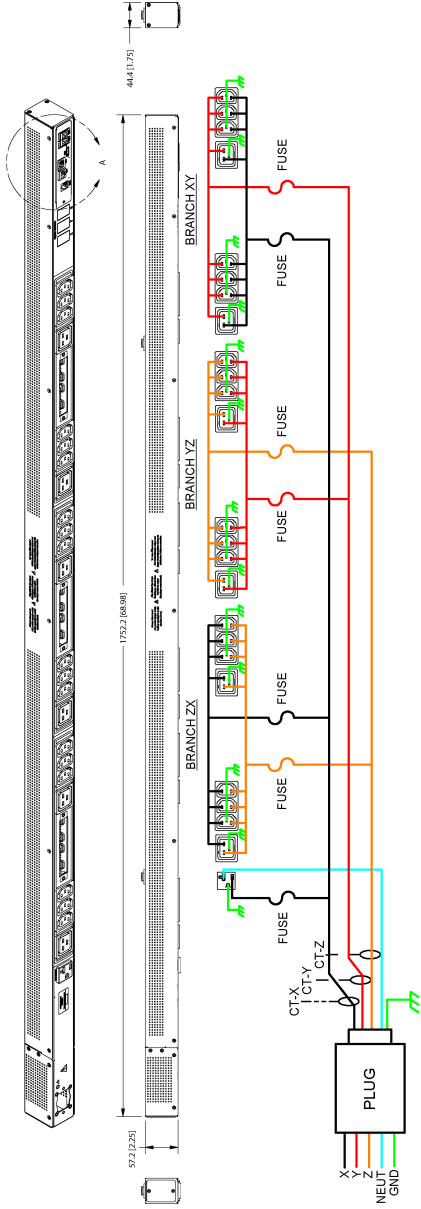 44.4 [1.75]
A
1752.2 [68.98]
57.2 [2.25]
BRANCH XY
BRANCH YZ
BRANCH ZX
FUSE
FUSE
FUSE
FUSE
FUSE
FUSE
FUSE
CT-X
CT-Y
CT-Z
PLUG
X
Y
Z
NEUT
GND